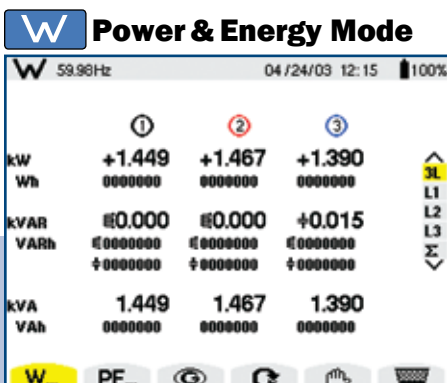 W Power & Energy Mode
W 59.98Hz 04/24/03 12:15 100%
1 2 3
kW +1.449 +1.467 +1.390
Wh 0000000 0000000 0000000
kVAR 0.000 0.000 0.015
VARh 0000000 0000000 0000000
0000000 0000000 0000000
kVA 1.449 1.467 1.390
VAh 0000000 0000000 0000000
3L
L1
L2
L3
Σ
W... PF... G